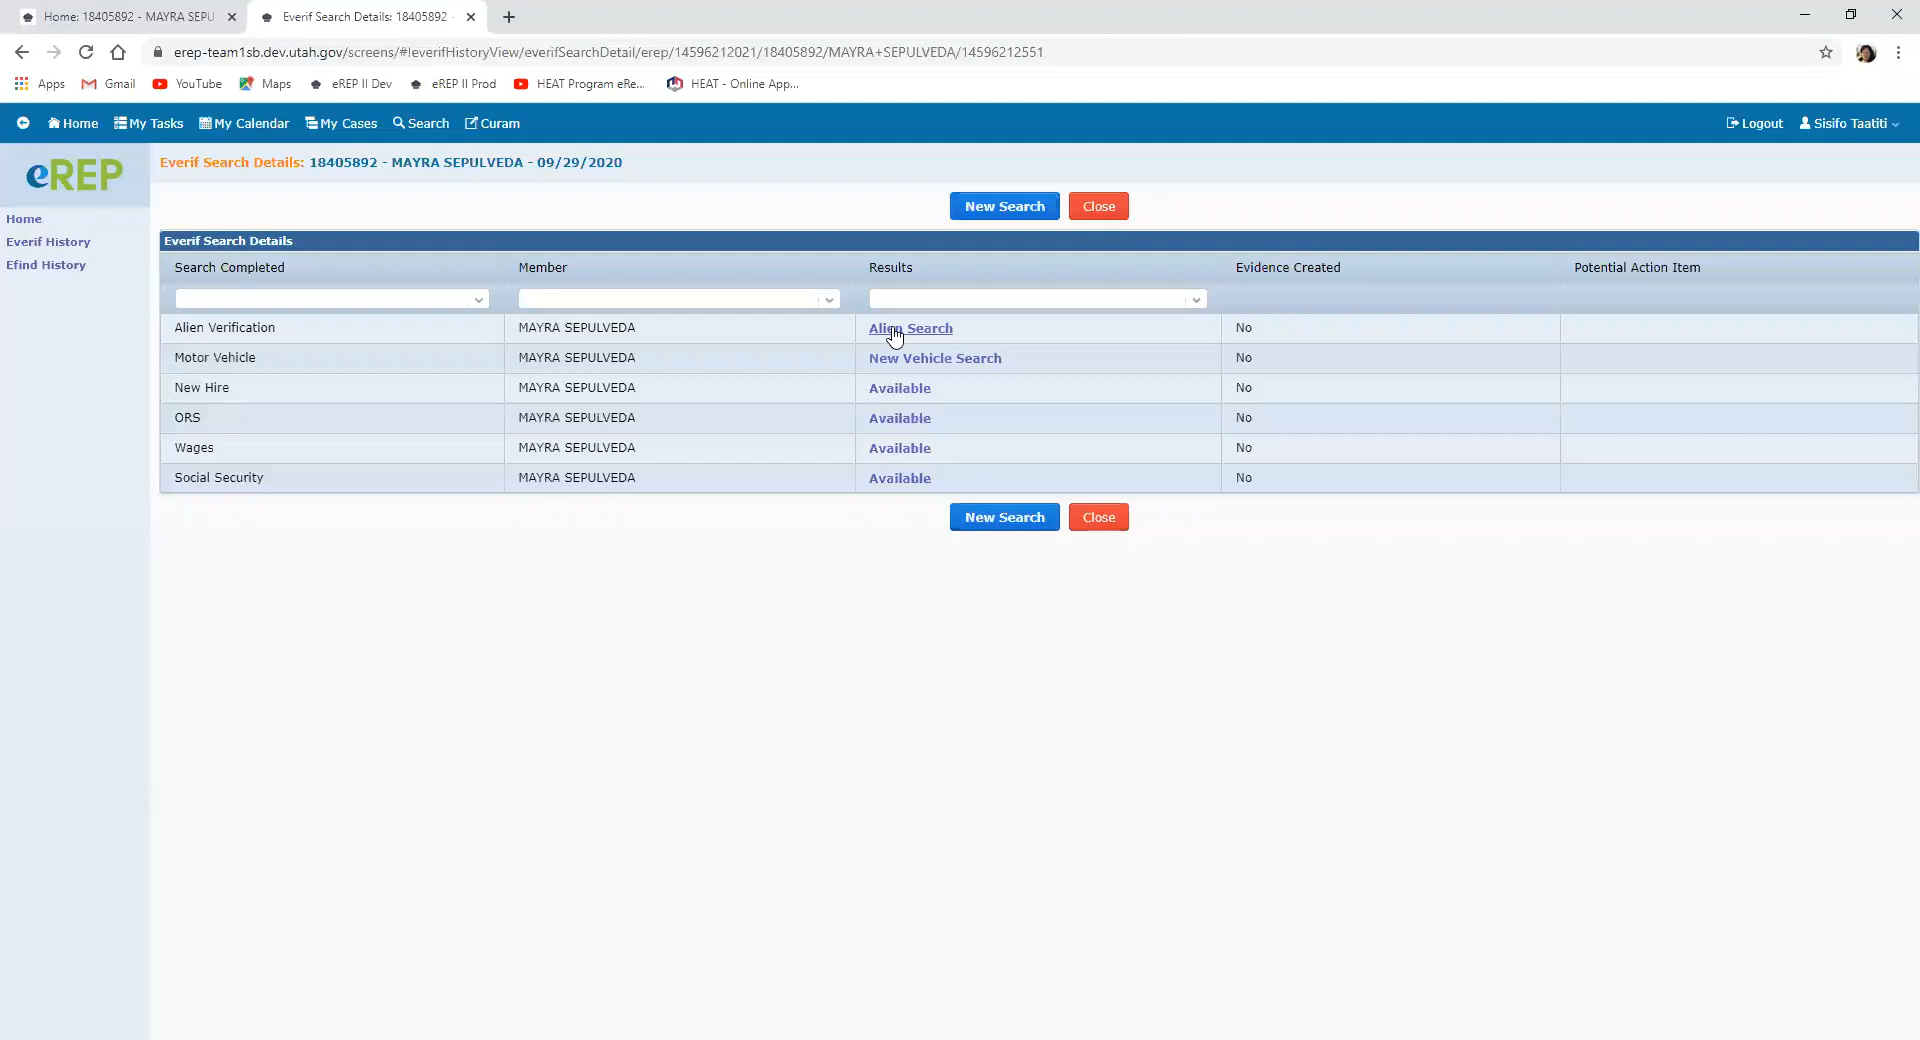 Home: 18405892 - MAYRA SEPU
Everif Search Details: 18405892 -
erep-team1sb.dev.utah.gov/screens/#!everifHistoryView/everifSearchDetail/erep/14596212021/18405892/MAYRA+SEPULVEDA/14596212551
Apps Gmail YouTube Maps eREP II Dev eREP II Prod HEAT Program eRe... HEAT - Online App...
Home My Tasks My Calendar My Cases Search Curam Logout Sisifo Taatiti
eREP
Home
Everif History
Efind History
Everif Search Details: 18405892 - MAYRA SEPULVEDA - 09/29/2020
New Search Close
Everif Search Details
Search Completed Member Results Evidence Created Potential Action Item
Alien Verification MAYRA SEPULVEDA Alien Search No
Motor Vehicle MAYRA SEPULVEDA New Vehicle Search No
New Hire MAYRA SEPULVEDA Available No
ORS MAYRA SEPULVEDA Available No
Wages MAYRA SEPULVEDA Available No
Social Security MAYRA SEPULVEDA Available No
New Search Close